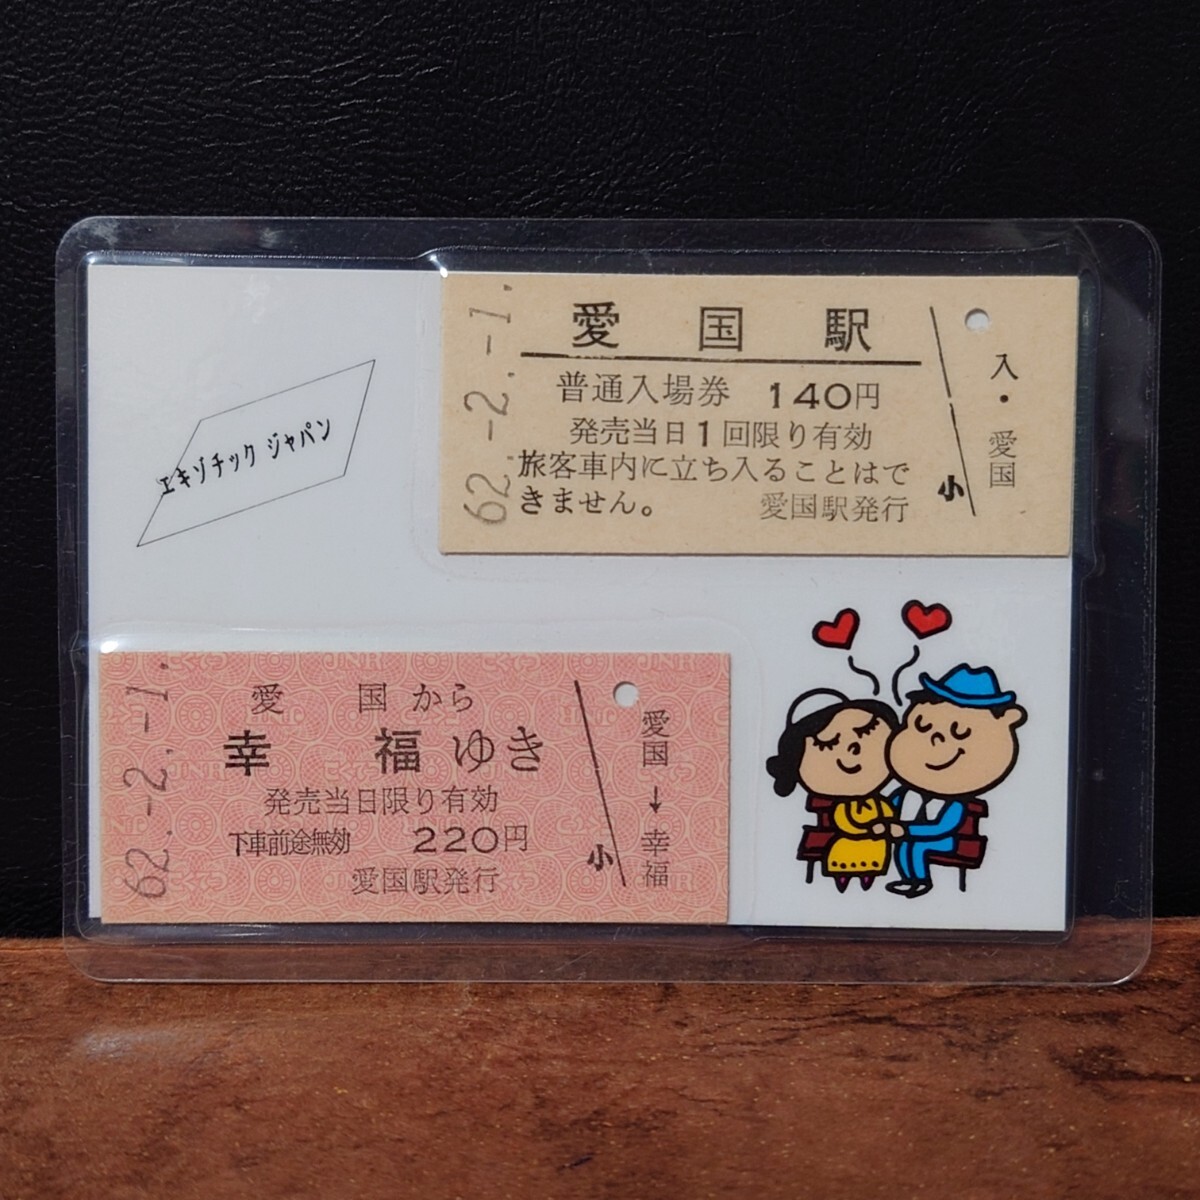 エキゾチック ジャパン
62.-2.-1.
愛国駅
普通入場券 140円
発売当日1回限り有効
旅客車内に立ち入ることはで
きません。 愛国駅発行
小
入・愛国
62.-2.-1.
愛国から
幸福ゆき
発売当日限り有効
下車前途無効 220円
愛国駅発行
小
愛国→幸福
JNR
こくてつ